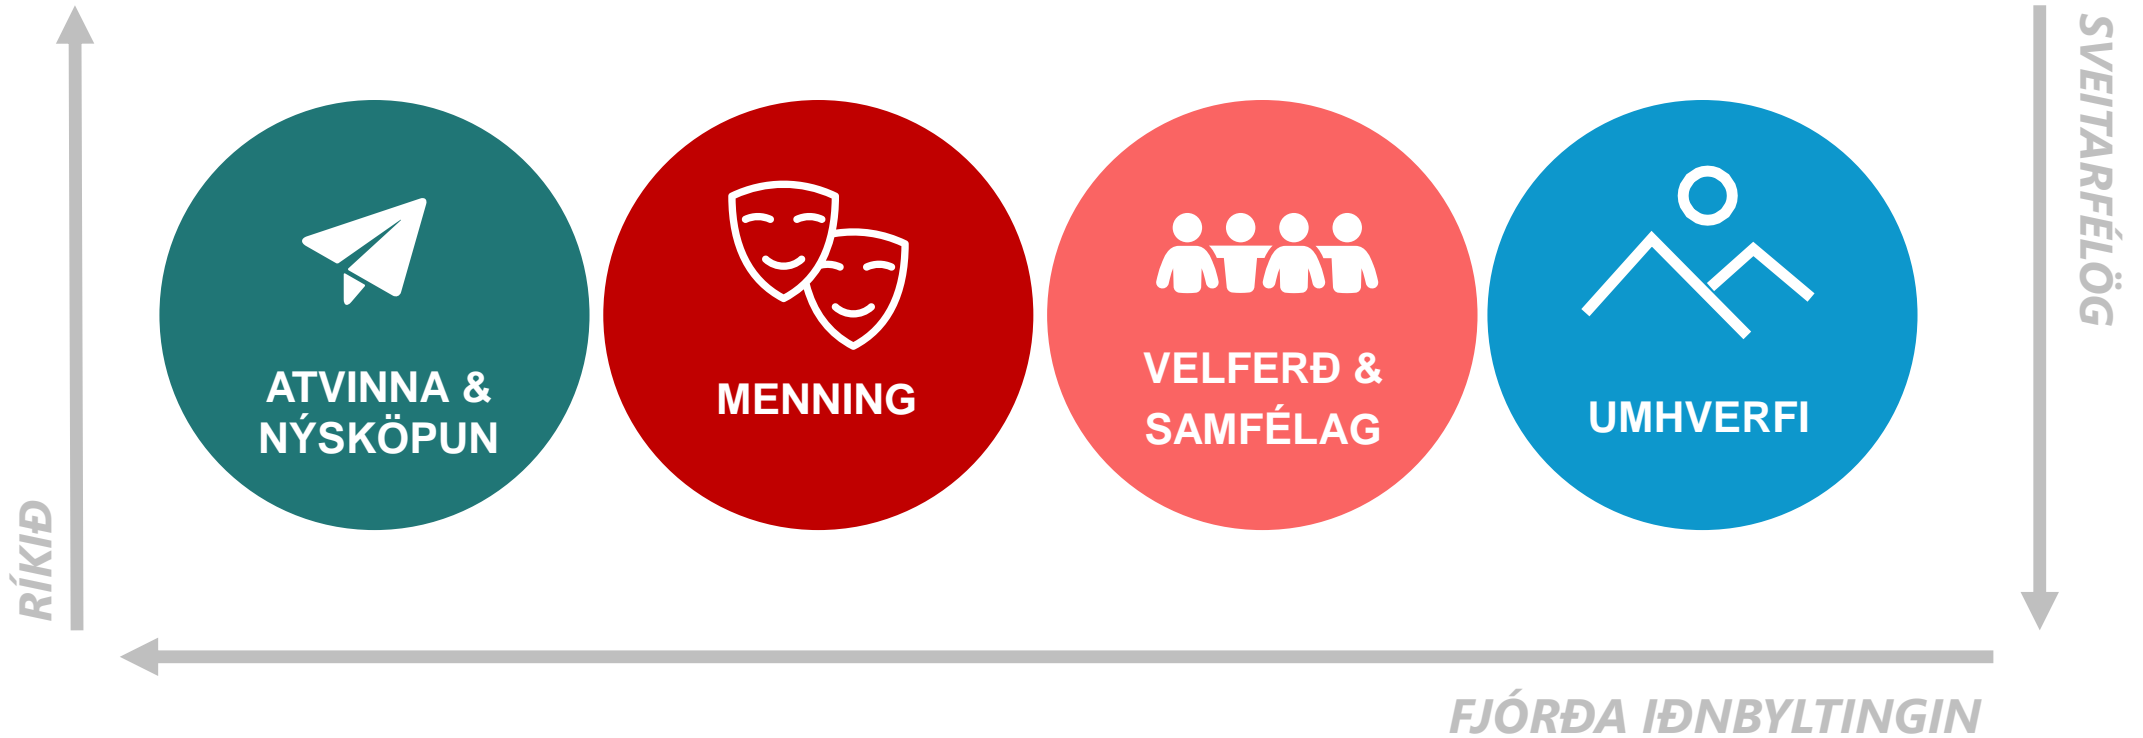 ATVINNA &
NÝSKÖPUN
MENNING
VELFERÐ &
SAMFÉLAG
UMHVERFI
RÍKIÐ
SVEITARFÉLÖG
FJÓRÐA IÐNBYLTINGIN